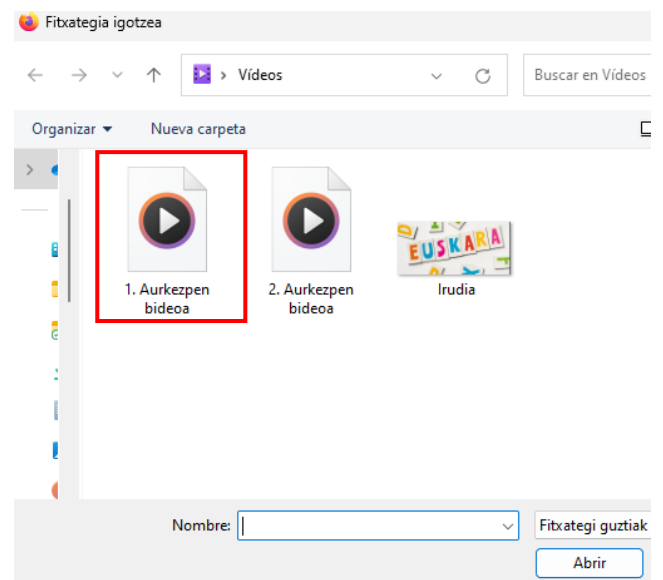 Fitxategia igotzea
Vídeos
Buscar en Vídeos
Organizar
Nueva carpeta
1. Aurkezpen
bideoa
2. Aurkezpen
bideoa
EUSKARA
Irudia
Nombre:
Fitxategi guztiak
Abrir